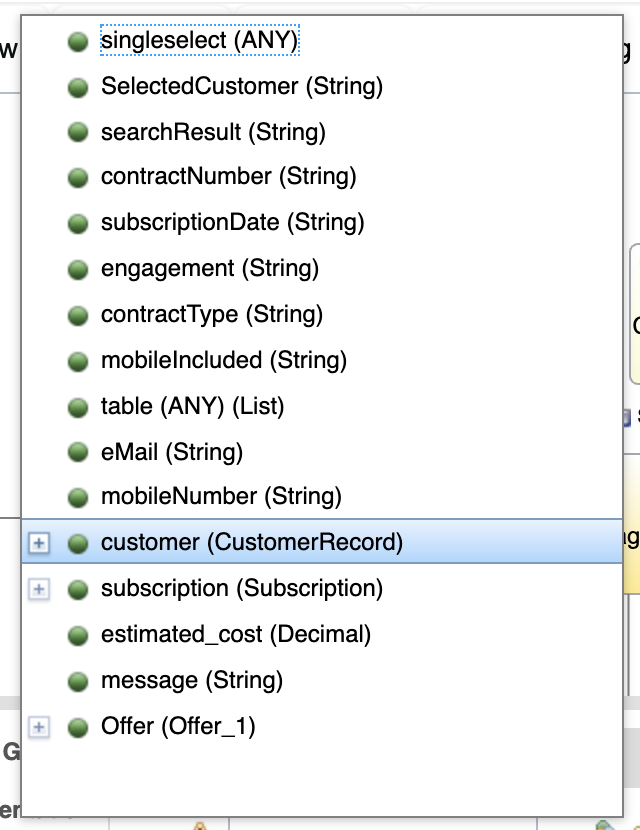 singleselect (ANY)
SelectedCustomer (String)
searchResult (String)
contractNumber (String)
subscriptionDate (String)
engagement (String)
contractType (String)
mobileIncluded (String)
table (ANY) (List)
eMail (String)
mobileNumber (String)
customer (CustomerRecord)
subscription (Subscription)
estimated_cost (Decimal)
message (String)
Offer (Offer_1)